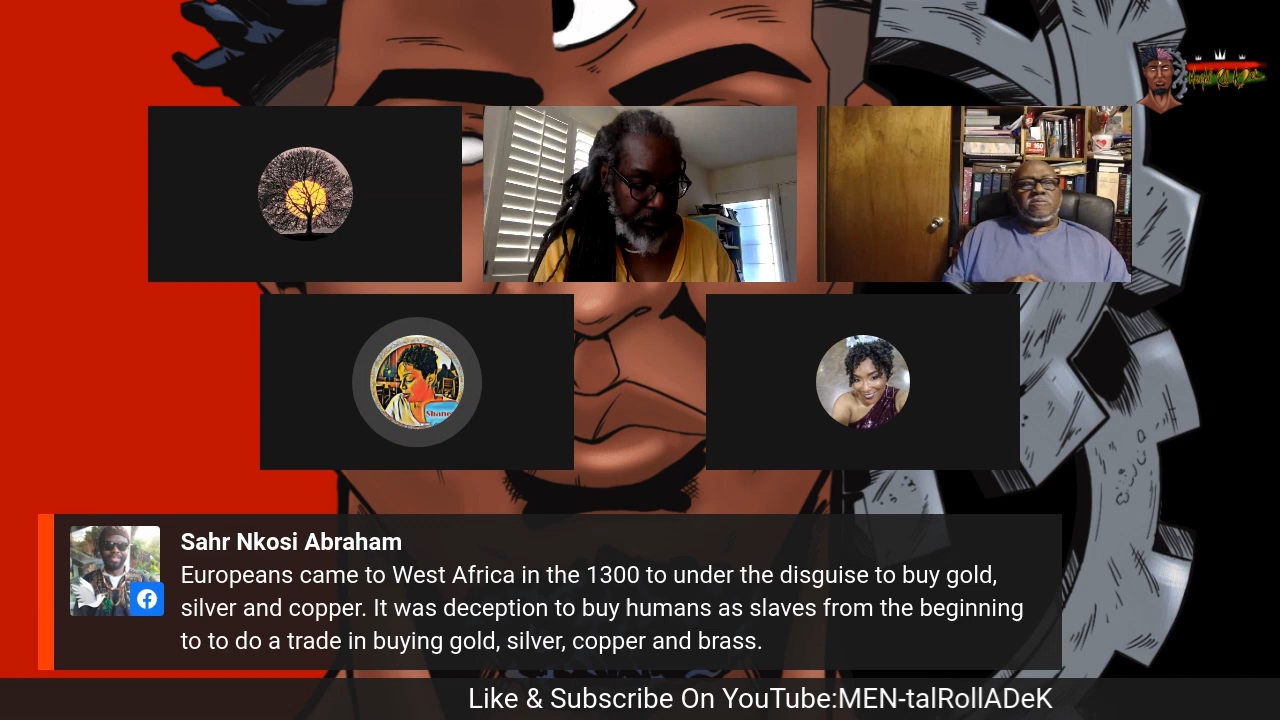 150
Shane
Sahr Nkosi Abraham
Europeans came to West Africa in the 1300 to under the disguise to buy gold,
silver and copper. It was deception to buy humans as slaves from the beginning
to to do a trade in buying gold, silver, copper and brass.
Like & Subscribe On YouTube:MEN-talRollADeK